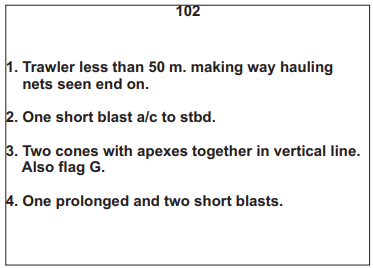 102
1. Trawler less than 50 m. making way hauling
nets seen end on.
2. One short blast a/c to stbd.
3. Two cones with apexes together in vertical line.
Also flag G.
4. One prolonged and two short blasts.